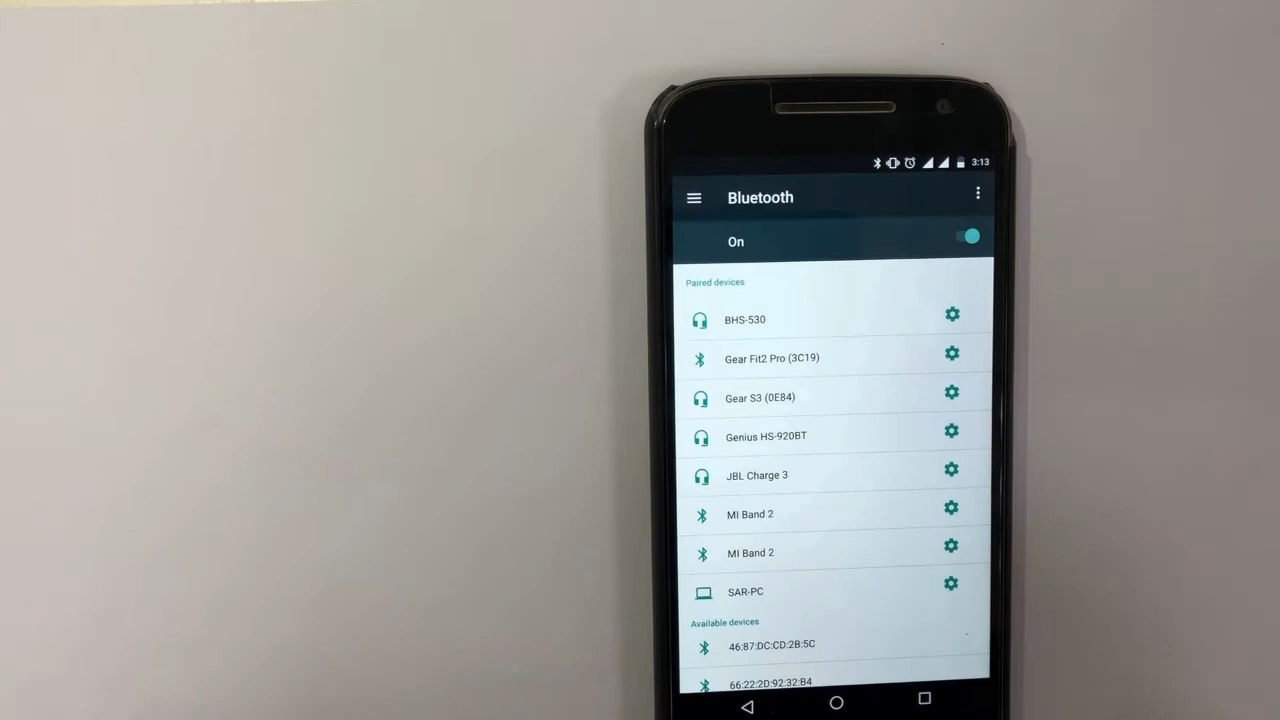 3:13
Bluetooth
On
Paired devices
BHS-530
Gear Fit2 Pro (3C19)
Gear S3 (0E84)
Genius HS-920BT
JBL Charge 3
MI Band 2
MI Band 2
SAR-PC
Available devices
46:87:DC:CD:2B:5C
66:22:2D:92:32:B4